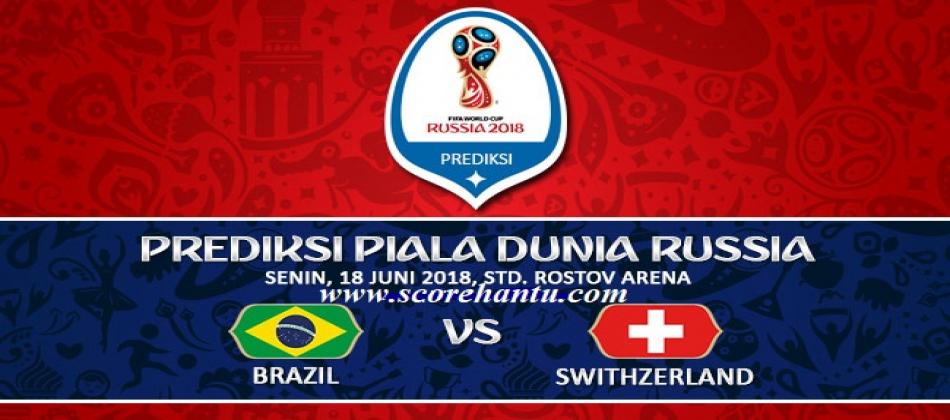 FIFA WORLD CUP
RUSSIA 2018
PREDIKSI
PREDIKSI PIALA DUNIA RUSSIA
SENIN, 18 JUNI 2018, STD. ROSTOV ARENA
www.scorehantu.com
VS
BRAZIL
SWITHZERLAND